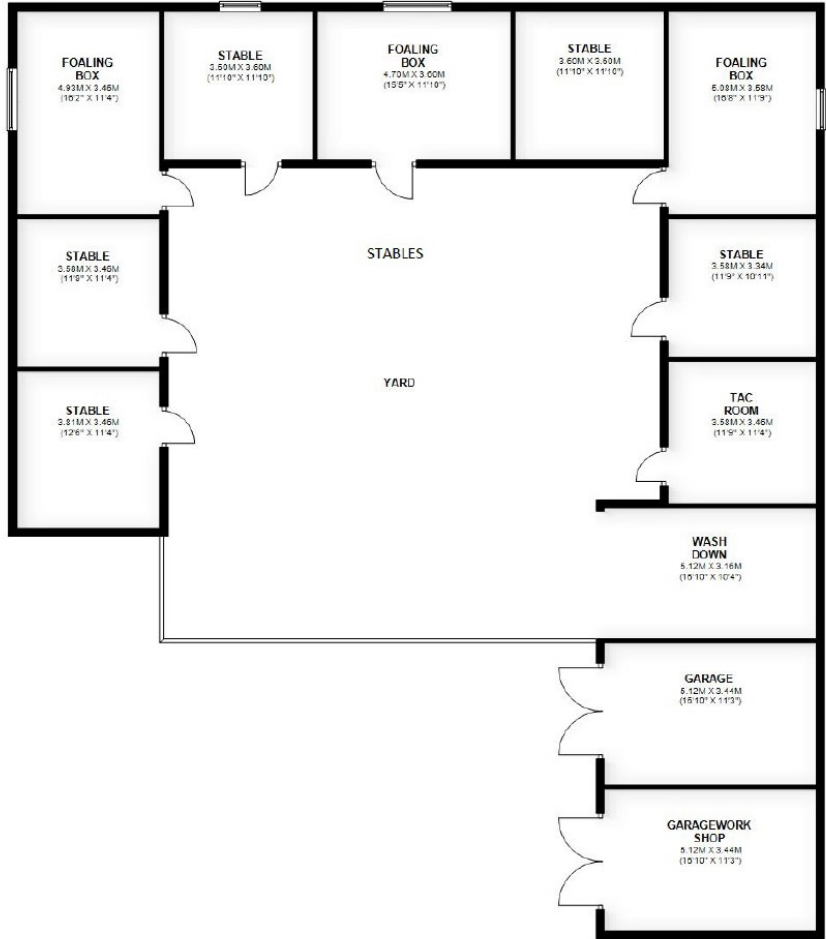 FOALING
BOX
4.93M X 3.46M
(16'2" X 11'4")
STABLE
3.60M X 3.60M
(11'10" X 11'10")
FOALING
BOX
4.70M X 3.60M
(15'5" X 11'10")
STABLE
3.60M X 3.60M
(11'10" X 11'10")
FOALING
BOX
5.08M X 3.58M
(16'8" X 11'9")
STABLE
3.58M X 3.46M
(11'9" X 11'4")
STABLES
STABLE
3.58M X 3.34M
(11'9" X 10'11")
YARD
STABLE
3.81M X 3.46M
(12'6" X 11'4")
TAC
ROOM
3.58M X 3.46M
(11'9" X 11'4")
WASH
DOWN
5.12M X 3.16M
(16'10" X 10'4")
GARAGE
5.12M X 3.44M
(16'10" X 11'3")
GARAGEWORK
SHOP
5.12M X 3.44M
(16'10" X 11'3")